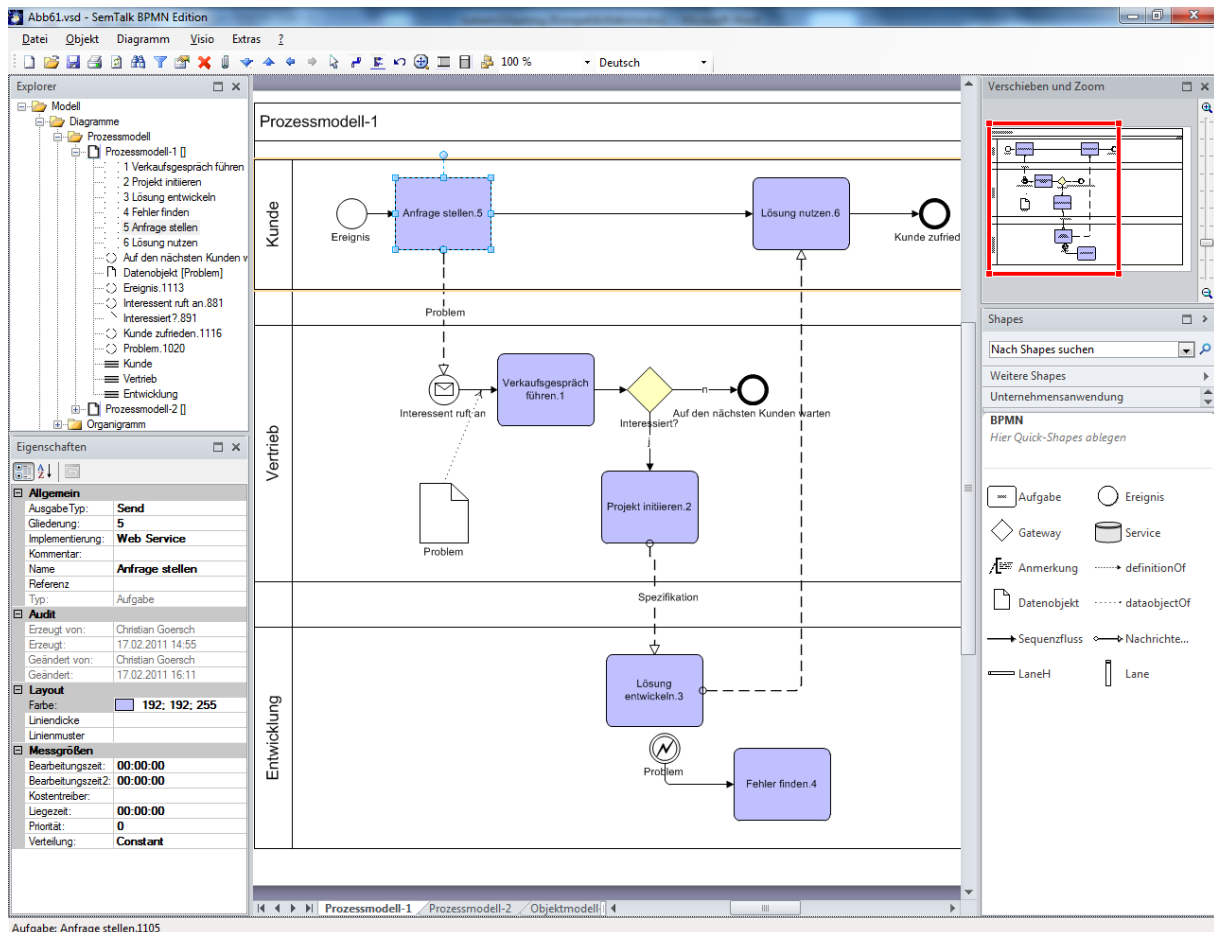 Abb61.vsd - SemTalk BPMN Edition
Datei Objekt Diagramm Visio Extras ?
100 % Deutsch
Explorer
Modell
Diagramme
Prozessmodell
Prozessmodell-1 []
1 Verkaufsgespräch führen
2 Projekt initiieren
3 Lösung entwickeln
4 Fehler finden
5 Anfrage stellen
6 Lösung nutzen
Auf den nächsten Kunden w
Datenobjekt [Problem]
Ereignis.1113
Interessent ruft an.881
Interessiert?.891
Kunde zufrieden.1116
Problem.1020
Kunde
Vertrieb
Entwicklung
Prozessmodell-2 []
Organigramm
Eigenschaften
Allgemein
AusgabeTyp: Send
Gliederung: 5
Implementierung: Web Service
Kommentar:
Name Anfrage stellen
Referenz
Typ: Aufgabe
Audit
Erzeugt von: Christian Goersch
Erzeugt: 17.02.2011 14:55
Geändert von: Christian Goersch
Geändert: 17.02.2011 16:11
Layout
Farbe: 192; 192; 255
Liniendicke
Linienmuster
Messgrößen
Bearbeitungszeit: 00:00:00
Bearbeitungszeit2: 00:00:00
Kostentreiber:
Liegezeit: 00:00:00
Priorität: 0
Verteilung: Constant
Prozessmodell-1
Kunde
Ereignis
Anfrage stellen.5
Lösung nutzen.6
Kunde zufried
Problem
Vertrieb
Interessent ruft an
Verkaufsgespräch
führen.1
Interessiert?
n
Auf den nächsten Kunden warten
j
Problem
Projekt initiieren.2
Spezifikation
Entwicklung
Lösung
entwickeln.3
Problem
Fehler finden.4
Prozessmodell-1 Prozessmodell-2 Objektmodell-
Verschieben und Zoom
Shapes
Nach Shapes suchen
Weitere Shapes
Unternehmensanwendung
BPMN
Hier Quick-Shapes ablegen
Aufgabe Ereignis
Gateway Service
Anmerkung definitionOf
Datenobjekt dataobjectOf
Sequenzfluss Nachrichte...
LaneH Lane
Aufgabe: Anfrage stellen.1105